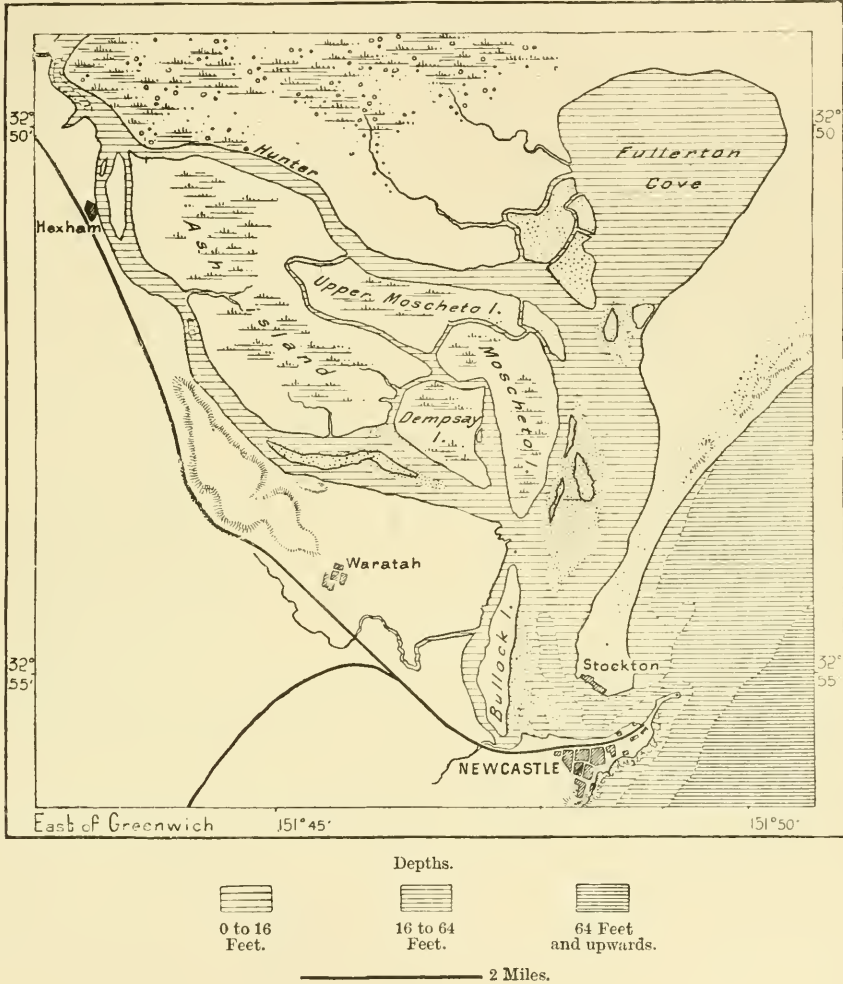 32°
50'
32°
50'
Hunter
Fullerton
Cove
Hexham
Ash Island
Upper Moscheto I.
Moscheto I.
Dempsay
I.
Waratah
32°
55'
32°
55'
Stockton
Bullock I.
NEWCASTLE
East of Greenwich
151°45'
151°50'
Depths.
0 to 16
Feet.
16 to 64
Feet.
64 Feet
and upwards.
2 Miles.